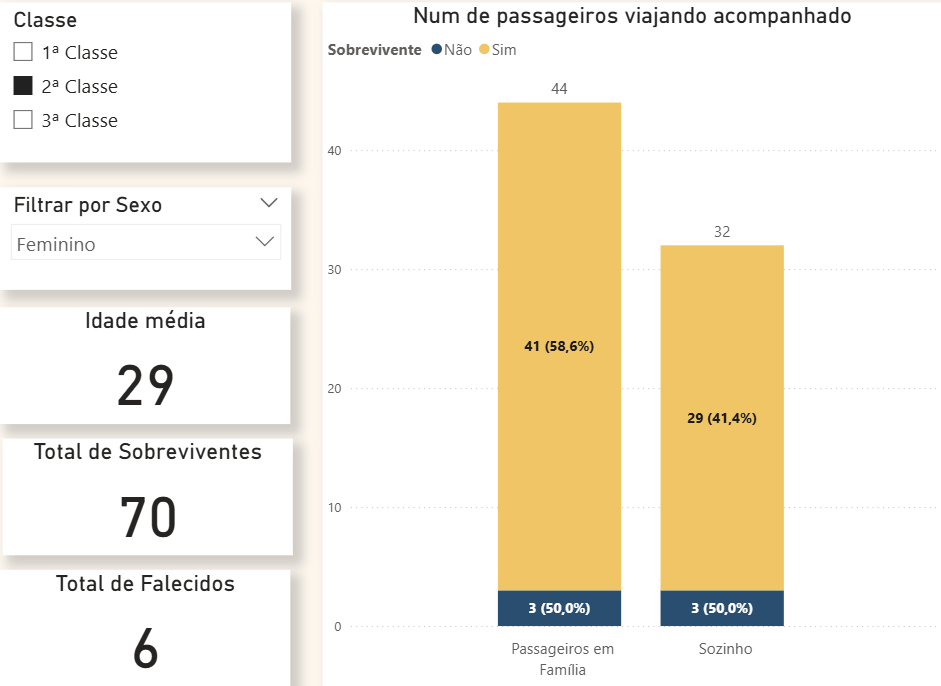 Classe
1ª Classe
2ª Classe
3ª Classe
Filtrar por Sexo
Feminino
Idade média
29
Total de Sobreviventes
70
Total de Falecidos
6
Num de passageiros viajando acompanhado
Sobrevivente Não Sim
44
40
32
30
41 (58,6%)
20
29 (41,4%)
10
3 (50,0%) 3 (50,0%)
0
Passageiros em Sozinho
Família